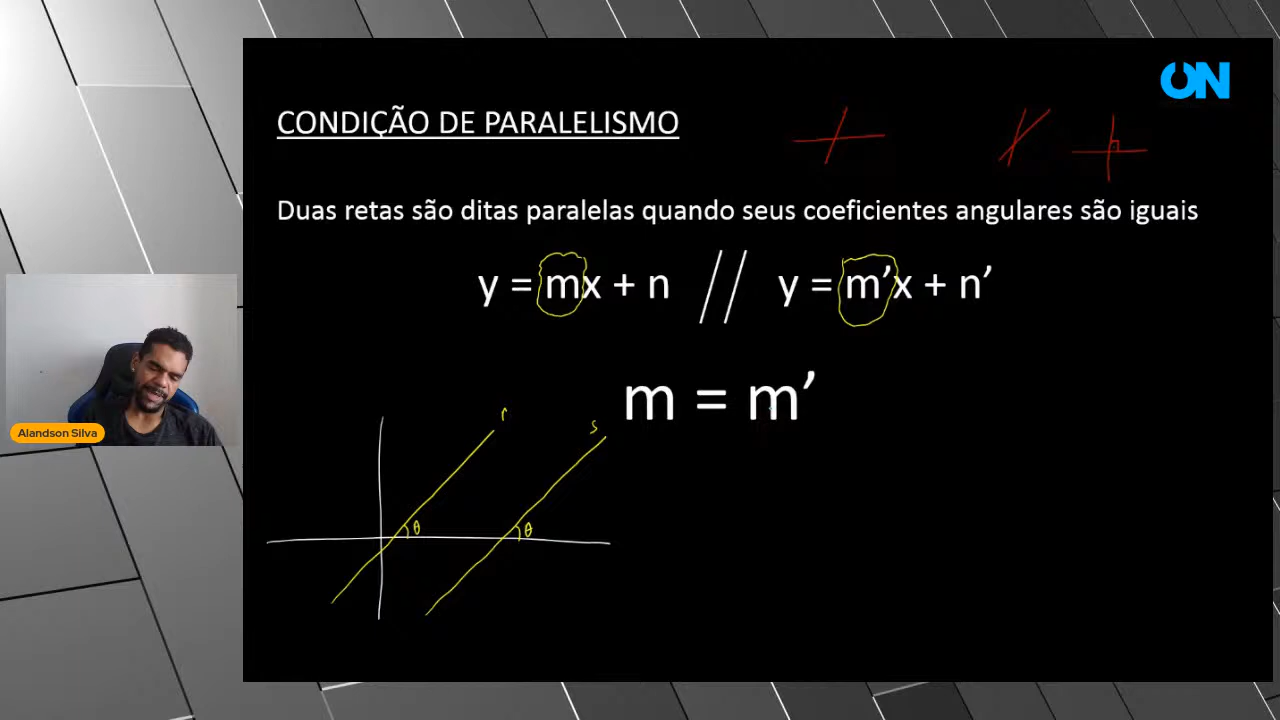 ON
CONDIÇÃO DE PARALELISMO
Duas retas são ditas paralelas quando seus coeficientes angulares são iguais
y = mx + n // y = m’x + n’
m = m’
r
s
θ
θ
Alandson Silva